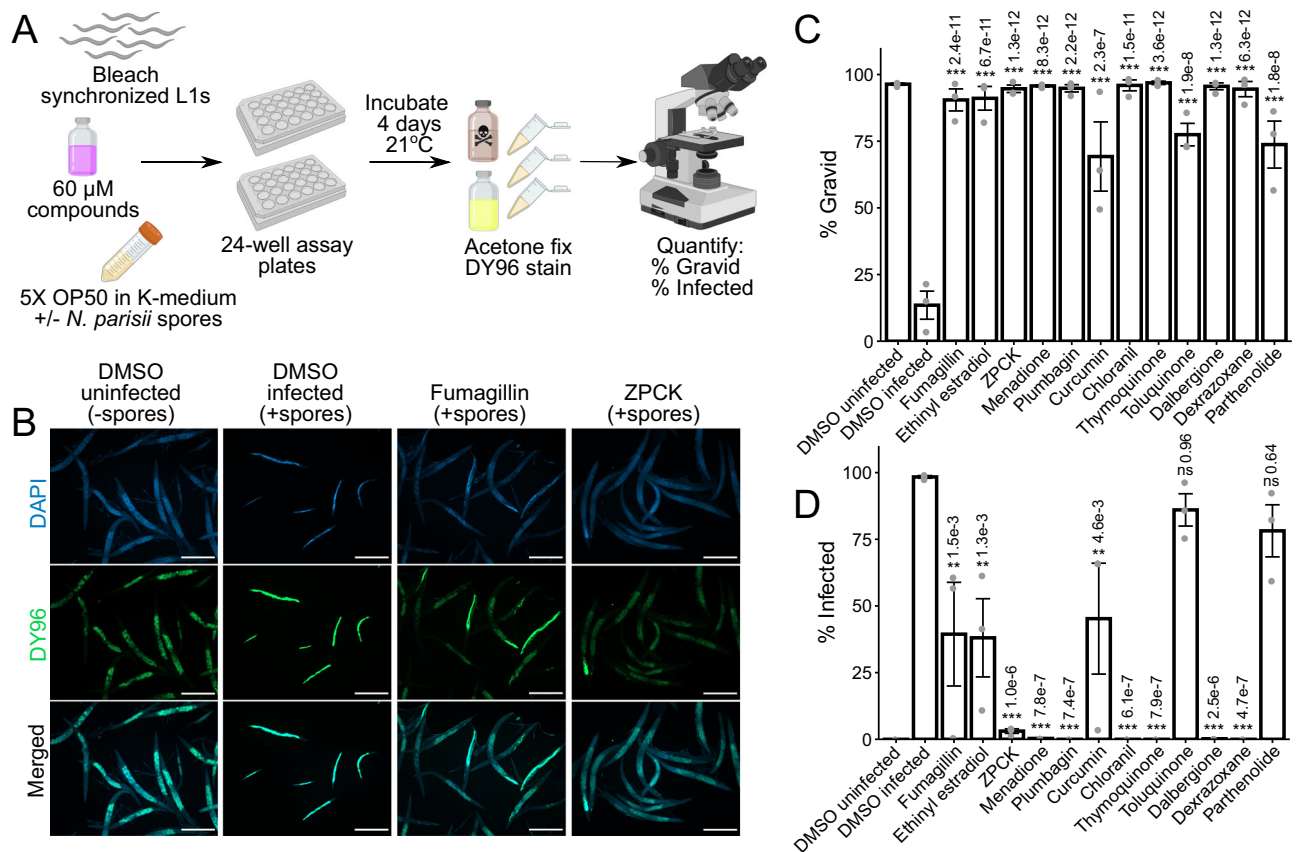 A
Bleach
synchronized L1s
60 µM
compounds
5X OP50 in K-medium
+/- N. parisii spores
24-well assay
plates
Incubate
4 days
21°C
Acetone fix
DY96 stain
Quantify:
% Gravid
% Infected
B
DMSO
uninfected
(-spores)
DMSO
infected
(+spores)
Fumagillin
(+spores)
ZPCK
(+spores)
DAPI
DY96
Merged
C
% Gravid
100
75
50
25
0
*** 2.4e-11
*** 6.7e-11
*** 1.3e-12
*** 8.3e-12
*** 2.2e-12
*** 2.3e-7
*** 1.5e-11
*** 3.6e-12
*** 1.9e-8
*** 1.3e-12
*** 6.3e-12
*** 1.8e-8
DMSO uninfected
DMSO infected
Fumagillin
Ethinyl estradiol
ZPCK
Menadione
Plumbagin
Curcumin
Chloranil
Thymoquinone
Toluquinone
Dalbergione
Dexrazoxane
Parthenolide
D
% Infected
100
75
50
25
0
** 1.5e-3
** 1.3e-3
*** 1.0e-6
*** 7.8e-7
*** 7.4e-7
** 4.6e-3
*** 6.1e-7
*** 7.9e-7
ns 0.96
*** 2.5e-6
*** 4.7e-7
ns 0.64
DMSO uninfected
DMSO infected
Fumagillin
Ethinyl estradiol
ZPCK
Menadione
Plumbagin
Curcumin
Chloranil
Thymoquinone
Toluquinone
Dalbergione
Dexrazoxane
Parthenolide